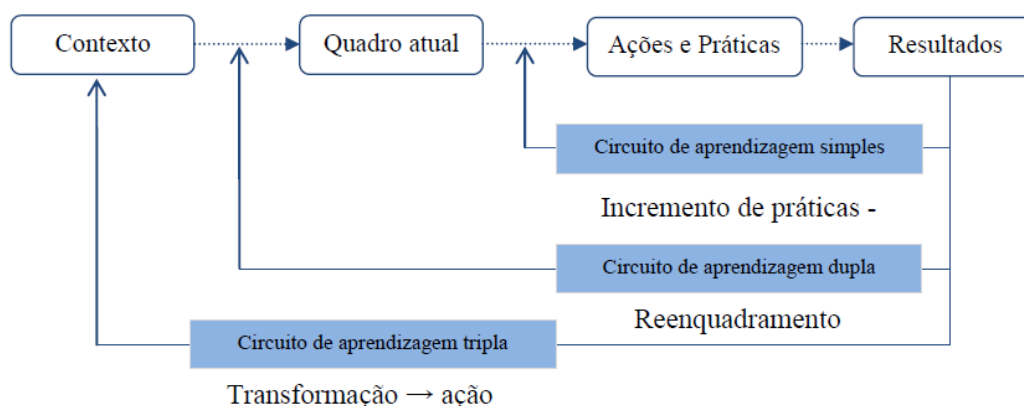 Contexto
Quadro atual
Ações e Práticas
Resultados
Circuito de aprendizagem simples
Incremento de práticas -
Circuito de aprendizagem dupla
Reenquadramento
Circuito de aprendizagem tripla
Transformação → ação